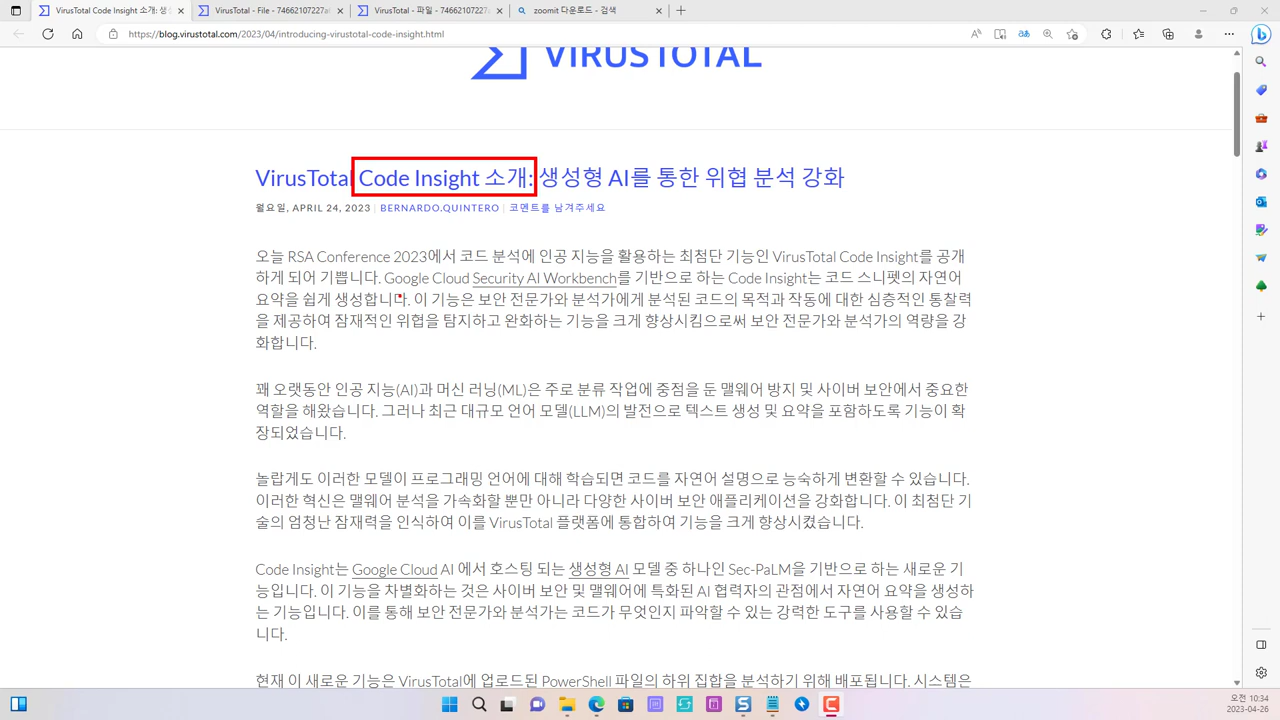 VirusTotal Code Insight 소개: 생성
VirusTotal - File - 74662107227a
VirusTotal - 파일 - 74662107227a
zoomit 다운로드 - 검색
https://blog.virustotal.com/2023/04/introducing-virustotal-code-insight.html
VIRUSTOTAL
VirusTotal Code Insight 소개: 생성형 AI를 통한 위협 분석 강화
월요일, APRIL 24, 2023 | BERNARDO.QUINTERO | 코멘트를 남겨주세요
오늘 RSA Conference 2023에서 코드 분석에 인공 지능을 활용하는 최첨단 기능인 VirusTotal Code Insight를 공개
하게 되어 기쁩니다. Google Cloud Security AI Workbench를 기반으로 하는 Code Insight는 코드 스니펫의 자연어
요약을 쉽게 생성합니다. 이 기능은 보안 전문가와 분석가에게 분석된 코드의 목적과 작동에 대한 심층적인 통찰력
을 제공하여 잠재적인 위협을 탐지하고 완화하는 기능을 크게 향상시킴으로써 보안 전문가와 분석가의 역량을 강
화합니다.
꽤 오랫동안 인공 지능(AI)과 머신 러닝(ML)은 주로 분류 작업에 중점을 둔 맬웨어 방지 및 사이버 보안에서 중요한
역할을 해왔습니다. 그러나 최근 대규모 언어 모델(LLM)의 발전으로 텍스트 생성 및 요약을 포함하도록 기능이 확
장되었습니다.
놀랍게도 이러한 모델이 프로그래밍 언어에 대해 학습되면 코드를 자연어 설명으로 능숙하게 변환할 수 있습니다.
이러한 혁신은 맬웨어 분석을 가속화할 뿐만 아니라 다양한 사이버 보안 애플리케이션을 강화합니다. 이 최첨단 기
술의 엄청난 잠재력을 인식하여 이를 VirusTotal 플랫폼에 통합하여 기능을 크게 향상시켰습니다.
Code Insight는 Google Cloud AI 에서 호스팅 되는 생성형 AI 모델 중 하나인 Sec-PaLM을 기반으로 하는 새로운 기
능입니다. 이 기능을 차별화하는 것은 사이버 보안 및 맬웨어에 특화된 AI 협력자의 관점에서 자연어 요약을 생성하
는 기능입니다. 이를 통해 보안 전문가와 분석가는 코드가 무엇인지 파악할 수 있는 강력한 도구를 사용할 수 있습
니다.
현재 이 새로운 기능은 VirusTotal에 업로드된 PowerShell 파일의 하위 집합을 분석하기 위해 배포됩니다. 시스템은
오전 10:34
2023-04-26